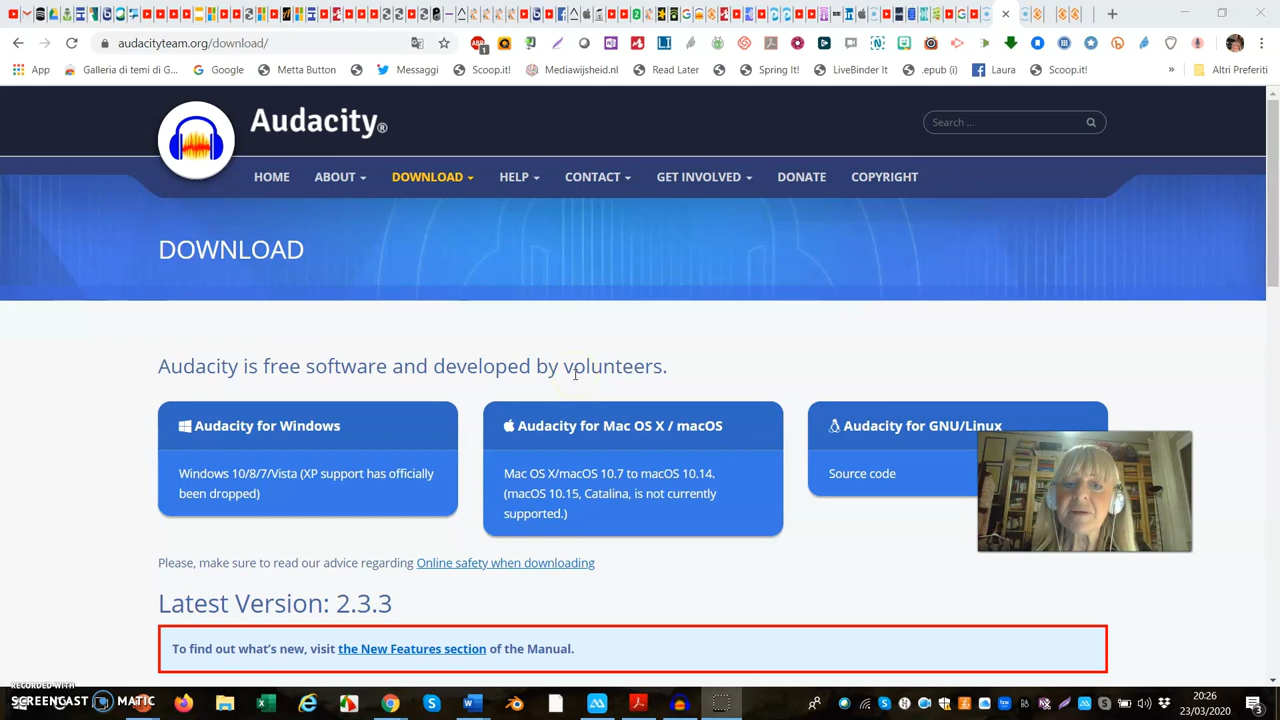 audacityteam.org/download/
App
Galleria di temi di G...
Google
Metta Button
Messaggi
Scoop.it!
Mediawijsheid.nl
Read Later
Spring It!
LiveBinder It
.epub (i)
Laura
Scoop.it!
»
Altri Preferiti
Audacity®
Search ...
HOME
ABOUT
DOWNLOAD
HELP
CONTACT
GET INVOLVED
DONATE
COPYRIGHT
DOWNLOAD
Audacity is free software and developed by volunteers.
Audacity for Windows
Windows 10/8/7/Vista (XP support has officially
been dropped)
Audacity for Mac OS X / macOS
Mac OS X/macOS 10.7 to macOS 10.14.
(macOS 10.15, Catalina, is not currently
supported.)
Audacity for GNU/Linux
Source code
Please, make sure to read our advice regarding Online safety when downloading
Latest Version: 2.3.3
To find out what's new, visit the New Features section of the Manual.
RECORDED WITH
SCREENCAST MATIC
20:26
23/03/2020
3